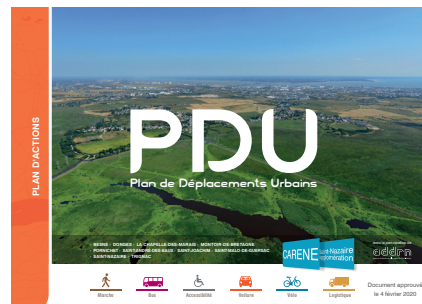 PLAN D'ACTIONS
PDU
Plan de Déplacements Urbains
BESNÉ - DONGES - LA CHAPELLE-DES-MARAIS - MONTOIR-DE-BRETAGNE
PORNICHET - SAINT-ANDRÉ-DES-EAUX - SAINT-JOACHIM - SAINT-MALO-DE-GUERSAC
SAINT-NAZAIRE - TRIGNAC
CARENE Saint-Nazaire
agglomération
addrn
Marche Bus Accessibilité Voiture Vélo Logistique
Document approuvé
le 4 février 2020